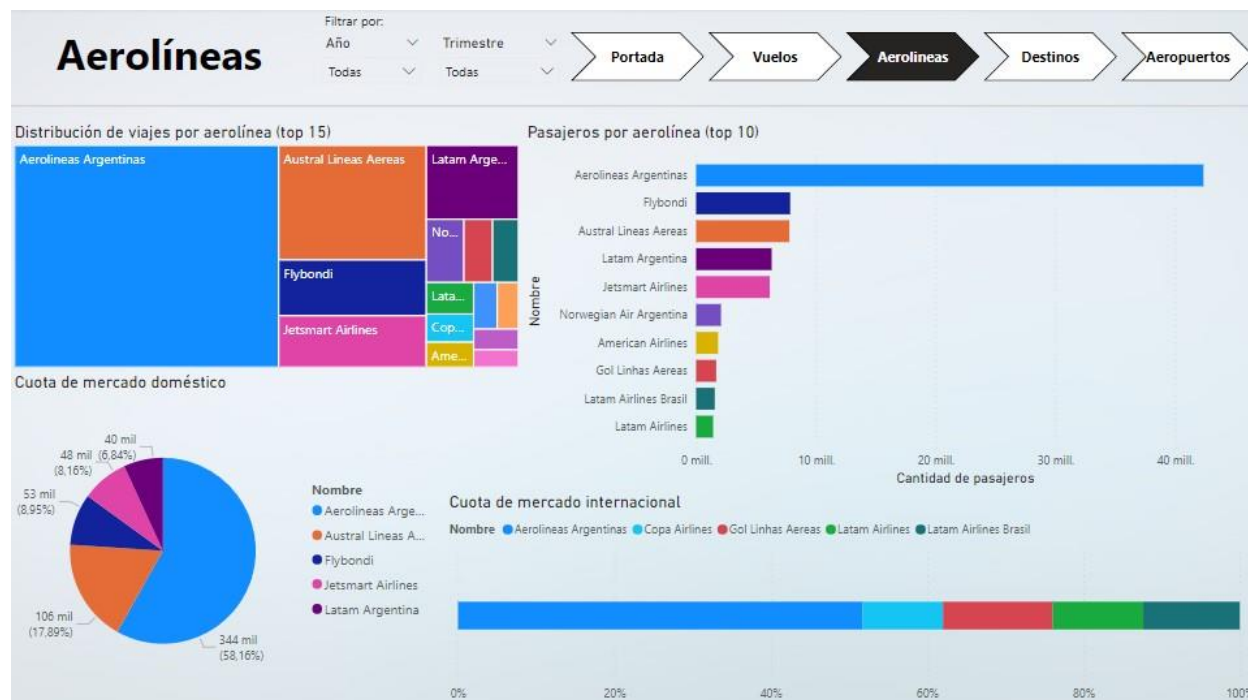 Aerolíneas
Filtrar por:
Año
Trimestre
Todas
Todas
Portada
Vuelos
Aerolineas
Destinos
Aeropuertos
Distribución de viajes por aerolínea (top 15)
Aerolineas Argentinas
Austral Lineas Aereas
Latam Arge...
No...
Flybondi
Lata...
Cop...
Jetsmart Airlines
Ame...
Pasajeros por aerolínea (top 10)
Nombre
Aerolineas Argentinas
Flybondi
Austral Lineas Aereas
Latam Argentina
Jetsmart Airlines
Norwegian Air Argentina
American Airlines
Gol Linhas Aereas
Latam Airlines Brasil
Latam Airlines
0 mill.
10 mill.
20 mill.
30 mill.
40 mill.
Cantidad de pasajeros
Cuota de mercado doméstico
40 mil
(6,84%)
48 mil
(8,16%)
53 mil
(8,95%)
106 mil
(17,89%)
344 mil
(58,16%)
Nombre
Aerolineas Arge...
Austral Lineas A...
Flybondi
Jetsmart Airlines
Latam Argentina
Cuota de mercado internacional
Nombre Aerolineas Argentinas Copa Airlines Gol Linhas Aereas Latam Airlines Latam Airlines Brasil
0%
20%
40%
60%
80%